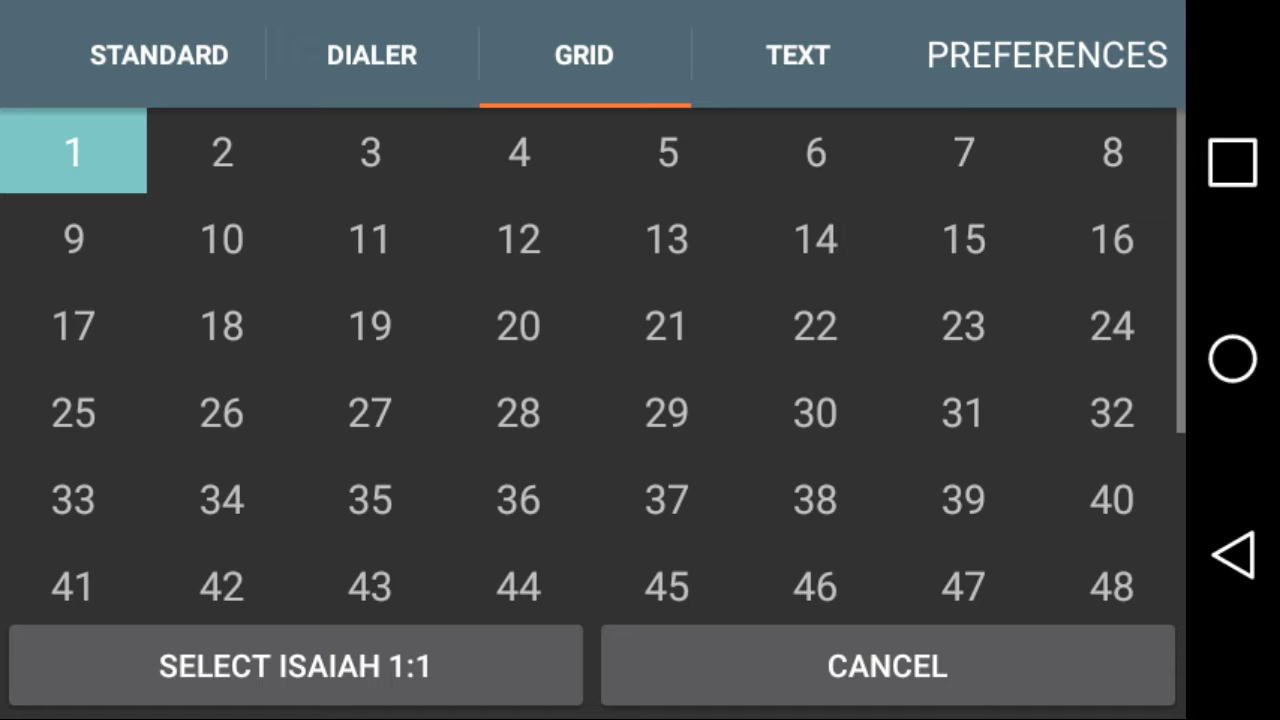 STANDARD DIALER GRID TEXT PREFERENCES
1 2 3 4 5 6 7 8
9 10 11 12 13 14 15 16
17 18 19 20 21 22 23 24
25 26 27 28 29 30 31 32
33 34 35 36 37 38 39 40
41 42 43 44 45 46 47 48
SELECT ISAIAH 1:1 CANCEL